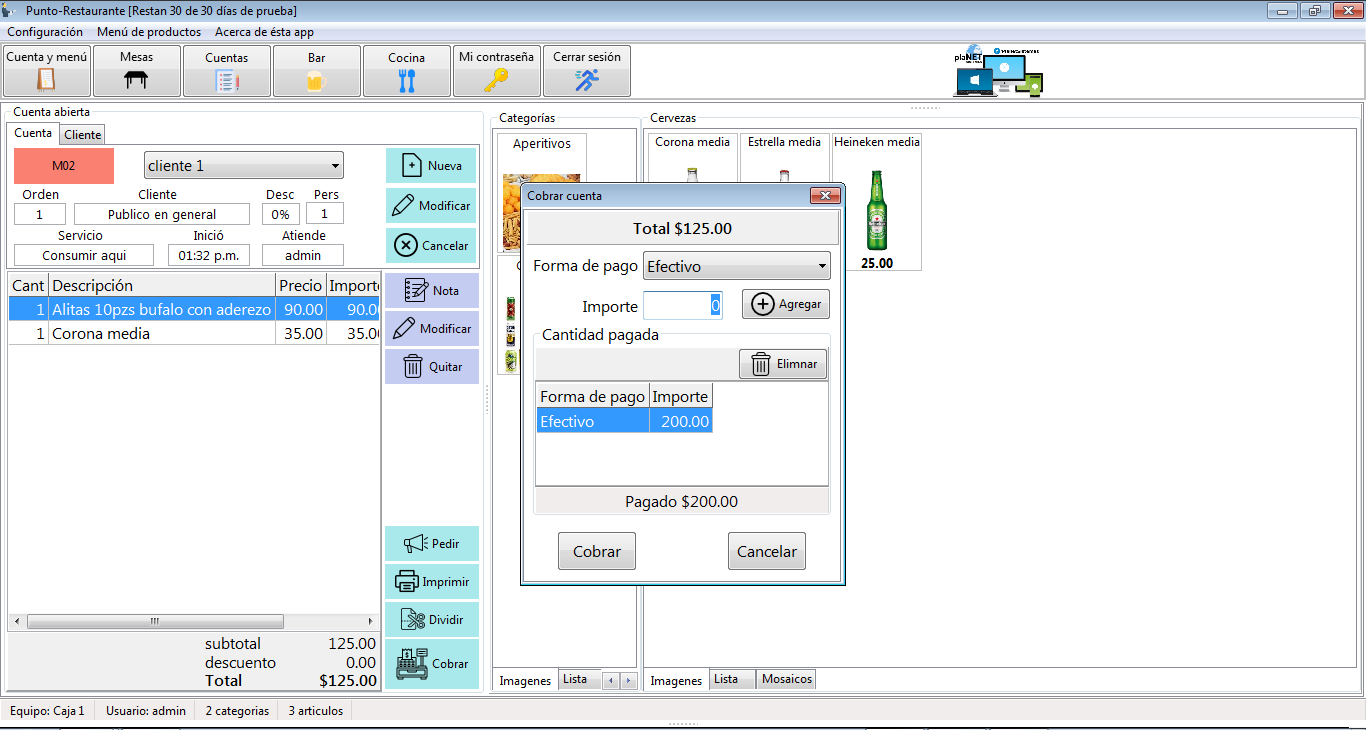 Punto-Restaurante [Restan 30 de 30 días de prueba]
Configuración Menú de productos Acerca de ésta app
Cuenta y menú Mesas Cuentas Bar Cocina Mi contraseña Cerrar sesión
plaNET
Cuenta abierta
Cuenta Cliente
M02 cliente 1
Nueva
Orden Cliente Desc Pers
1 Publico en general 0% 1
Modificar
Servicio Inició Atiende
Consumir aqui 01:32 p.m. admin
Cancelar
Cant Descripción Precio Importe
1 Alitas 10pzs bufalo con aderezo 90.00 90.0
1 Corona media 35.00 35.0
Nota
Modificar
Quitar
Pedir
Imprimir
Dividir
Cobrar
subtotal 125.00
descuento 0.00
Total $125.00
Categorías
Aperitivos
Imagenes Lista
Cervezas
Corona media Estrella media Heineken media
25.00
Imagenes Lista Mosaicos
Cobrar cuenta
Total $125.00
Forma de pago Efectivo
Importe 0 Agregar
Cantidad pagada
Elimnar
Forma de pago Importe
Efectivo 200.00
Pagado $200.00
Cobrar Cancelar
Equipo: Caja 1 Usuario: admin 2 categorias 3 articulos